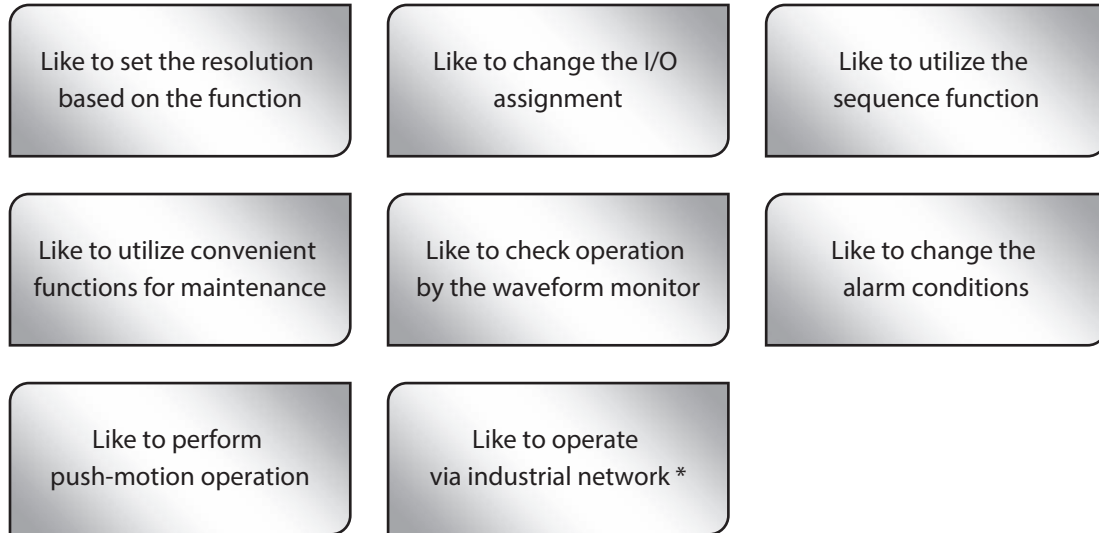 Like to set the resolution
based on the function
Like to change the I/O
assignment
Like to utilize the
sequence function
Like to utilize convenient
functions for maintenance
Like to check operation
by the waveform monitor
Like to change the
alarm conditions
Like to perform
push-motion operation
Like to operate
via industrial network *